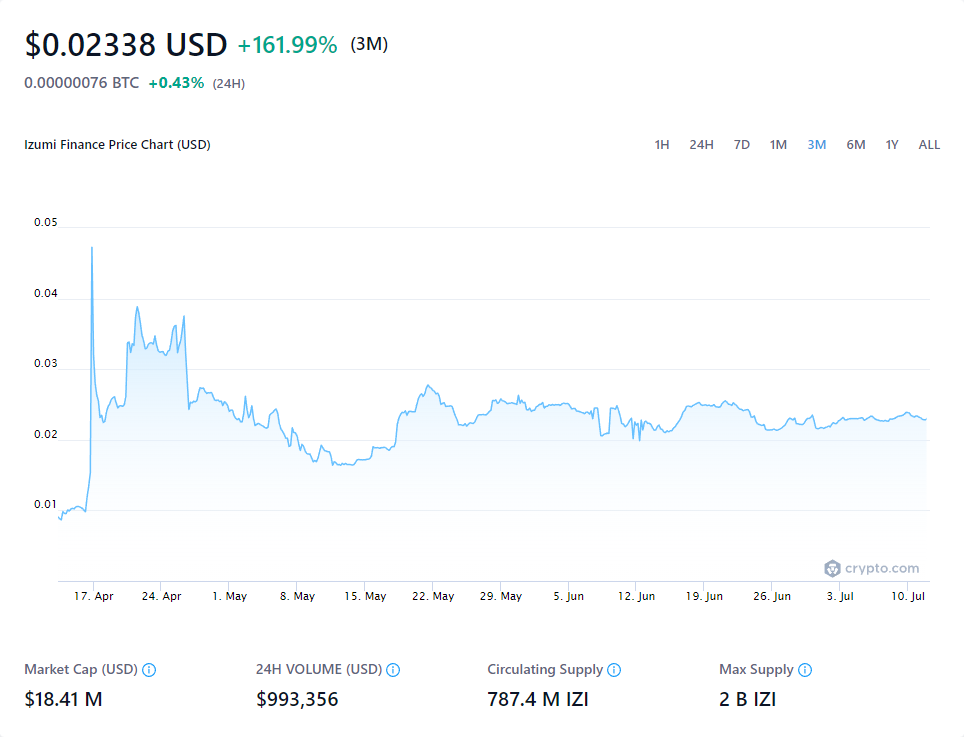 $0.02338 USD +161.99% (3M)
0.00000076 BTC +0.43% (24H)
Izumi Finance Price Chart (USD) 1H 24H 7D 1M 3M 6M 1Y ALL
0.05
0.04
0.03
0.02
0.01
crypto.com
17. Apr 24. Apr 1. May 8. May 15. May 22. May 29. May 5. Jun 12. Jun 19. Jun 26. Jun 3. Jul 10. Jul
Market Cap (USD) 24H VOLUME (USD) Circulating Supply Max Supply
$18.41 M $993,356 787.4 M IZI 2 B IZI